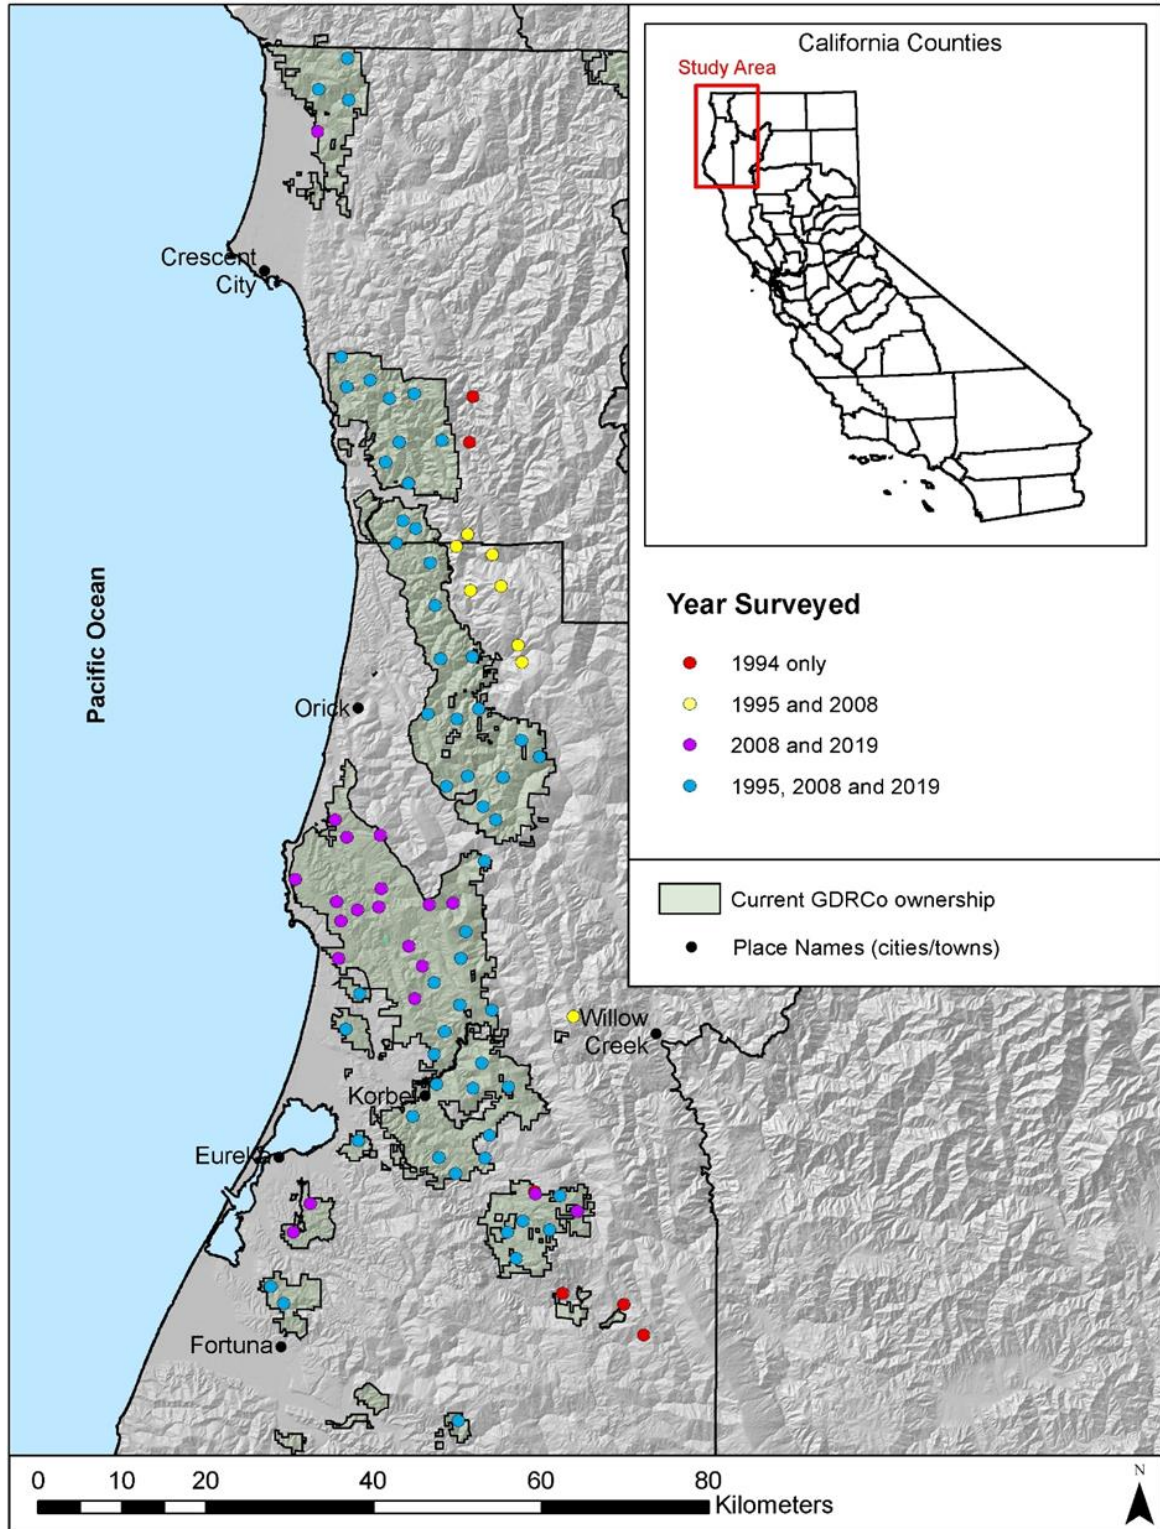 California Counties
Study Area
Crescent
City
Pacific Ocean
Orick
Year Surveyed
1994 only
1995 and 2008
2008 and 2019
1995, 2008 and 2019
Current GDRCo ownership
Place Names (cities/towns)
Willow
Creek
Korbel
Eureka
Fortuna
0 10 20 40 60 80
Kilometers
N